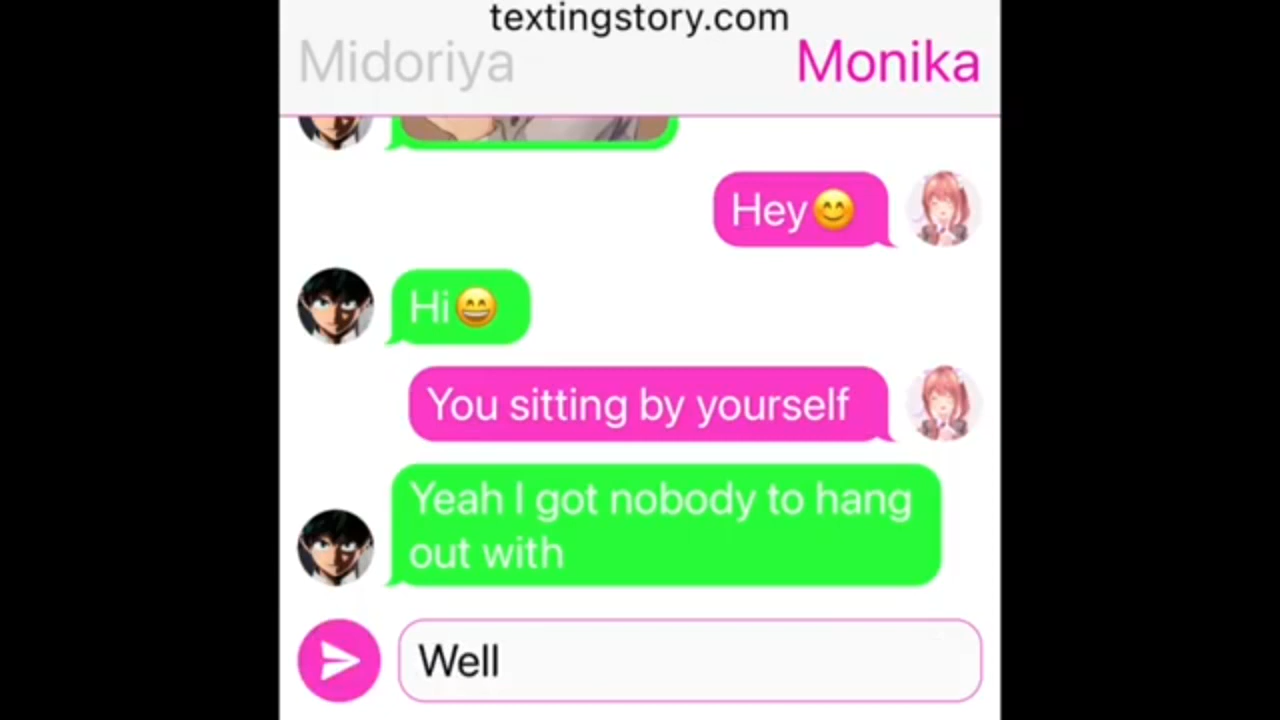 textingstory.com
Midoriya
Monika
Hey😊
Hi😄
You sitting by yourself
Yeah I got nobody to hang
out with
Well